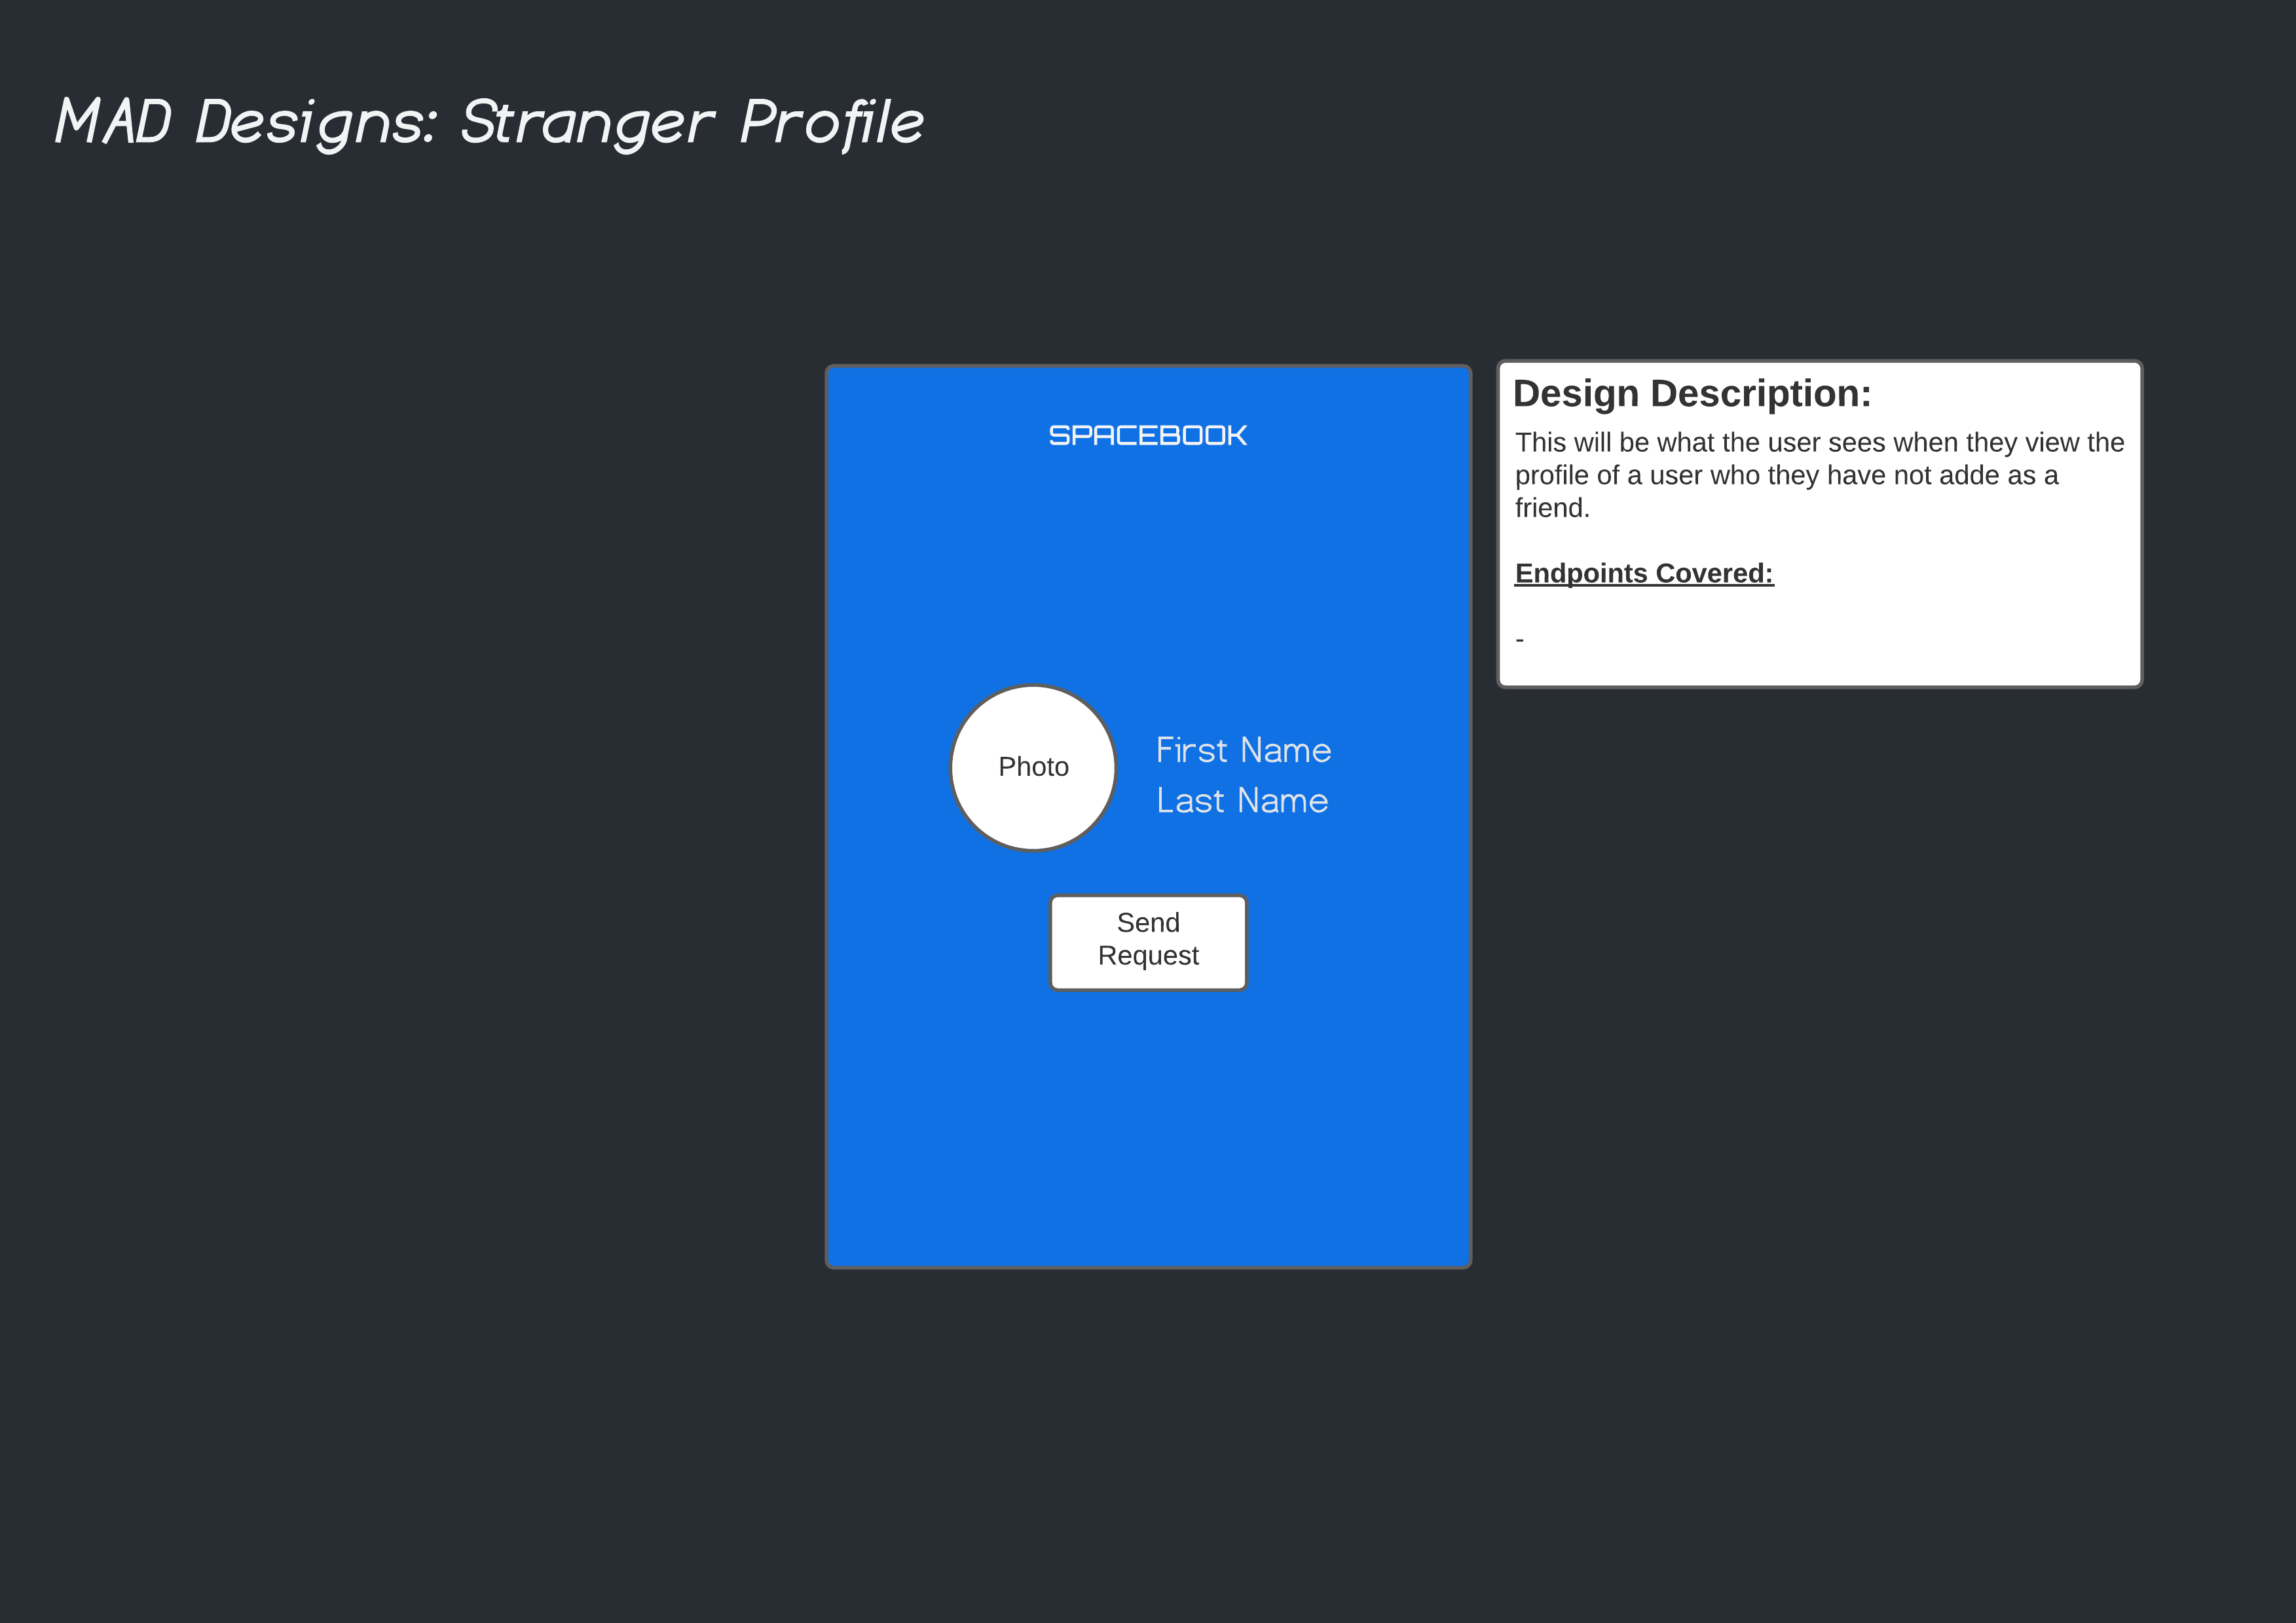 MAD Designs: Stranger Profile
SPACEBOOK
Photo
First Name
Last Name
Send
Request
Design Description:
This will be what the user sees when they view the
profile of a user who they have not adde as a
friend.
Endpoints Covered:
-